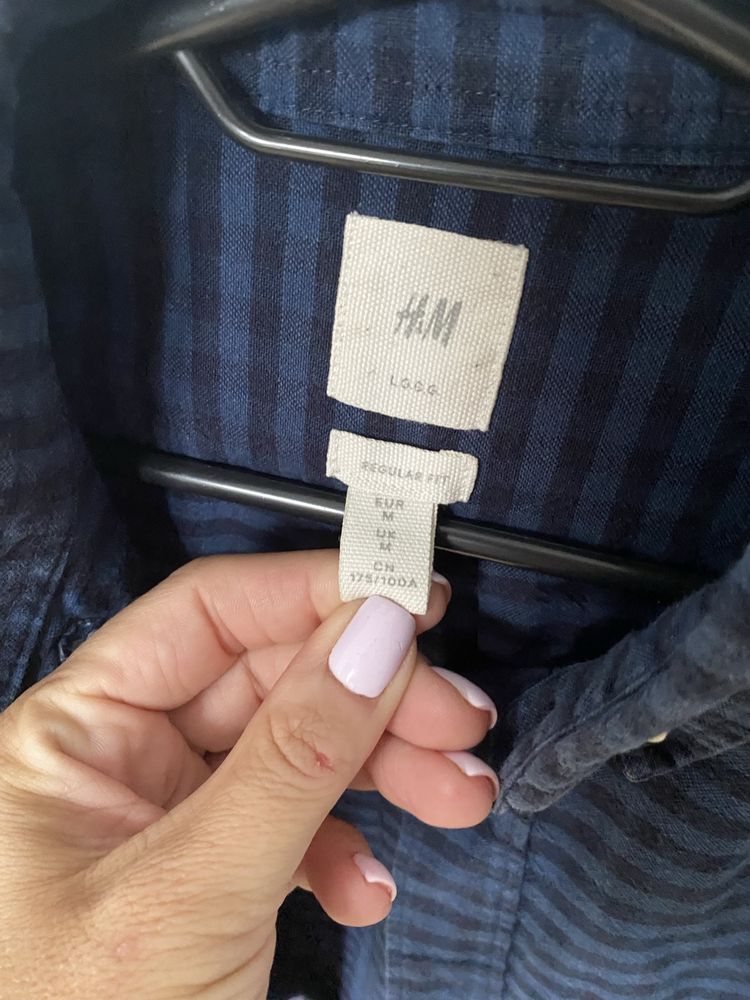 H&M
L.O.G.G.
REGULAR FIT
EUR
M
UK
M
CN
175/100A